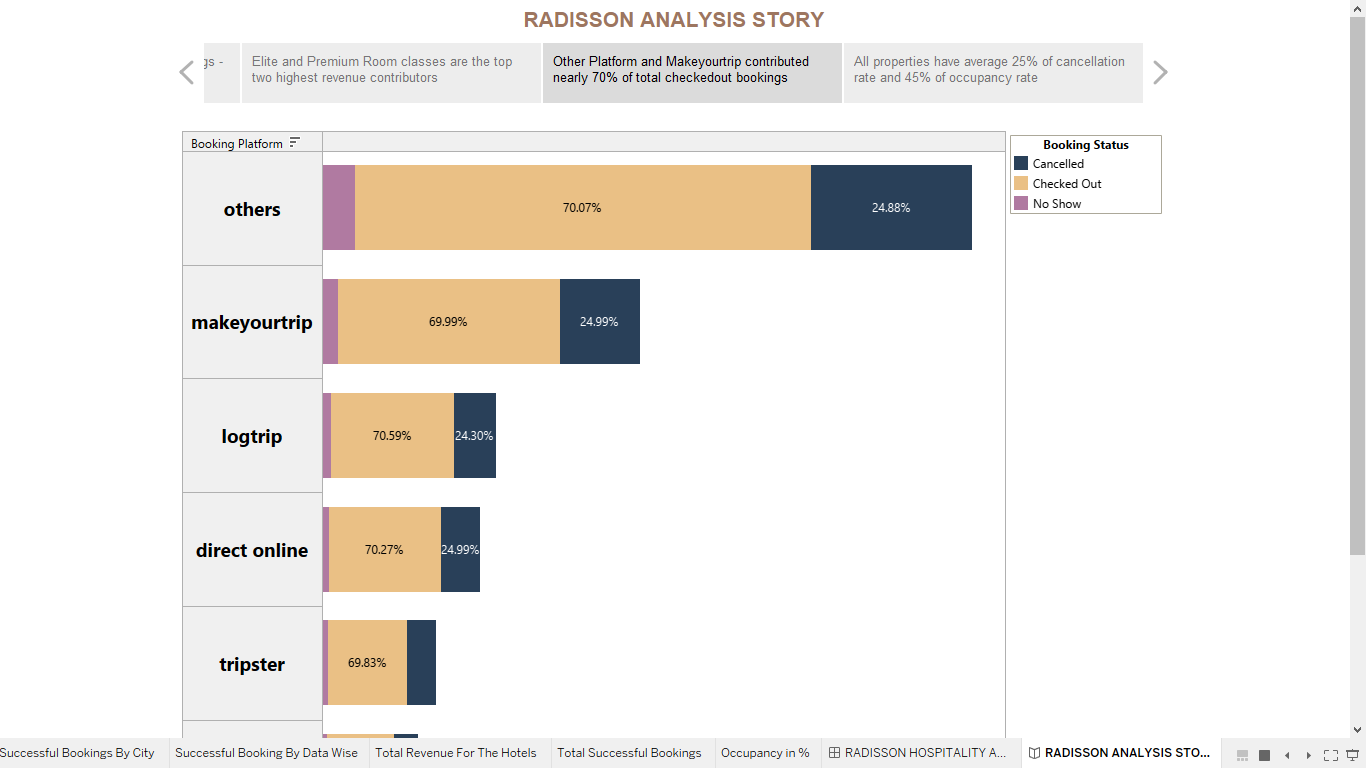 RADISSON ANALYSIS STORY
gs -
Elite and Premium Room classes are the top
two highest revenue contributors
Other Platform and Makeyourtrip contributed
nearly 70% of total checkedout bookings
All properties have average 25% of cancellation
rate and 45% of occupancy rate
Booking Platform
Booking Status
Cancelled
Checked Out
No Show
others
70.07%
24.88%
makeyourtrip
69.99%
24.99%
logtrip
70.59%
24.30%
direct online
70.27%
24.99%
tripster
69.83%
Successful Bookings By City
Successful Booking By Data Wise
Total Revenue For The Hotels
Total Successful Bookings
Occupancy in %
RADISSON HOSPITALITY A...
RADISSON ANALYSIS STO...